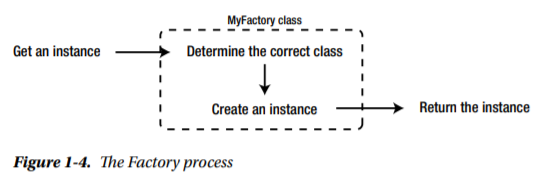 MyFactory class
Get an instance
Determine the correct class
Create an instance
Return the instance
Figure 1-4. The Factory process